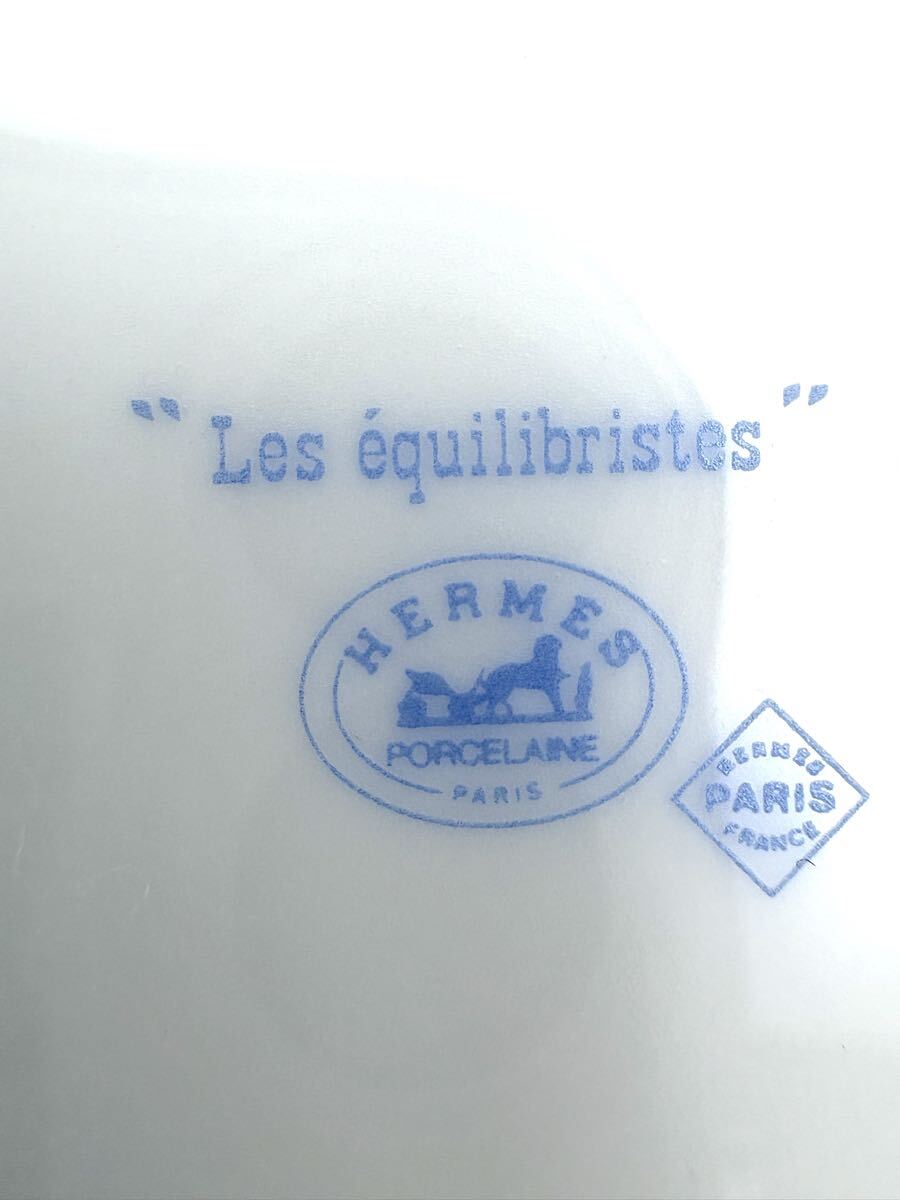 “Les équilibristes”
HERMES
PORCELAINE
PARIS
HERMES
PARIS
FRANCE